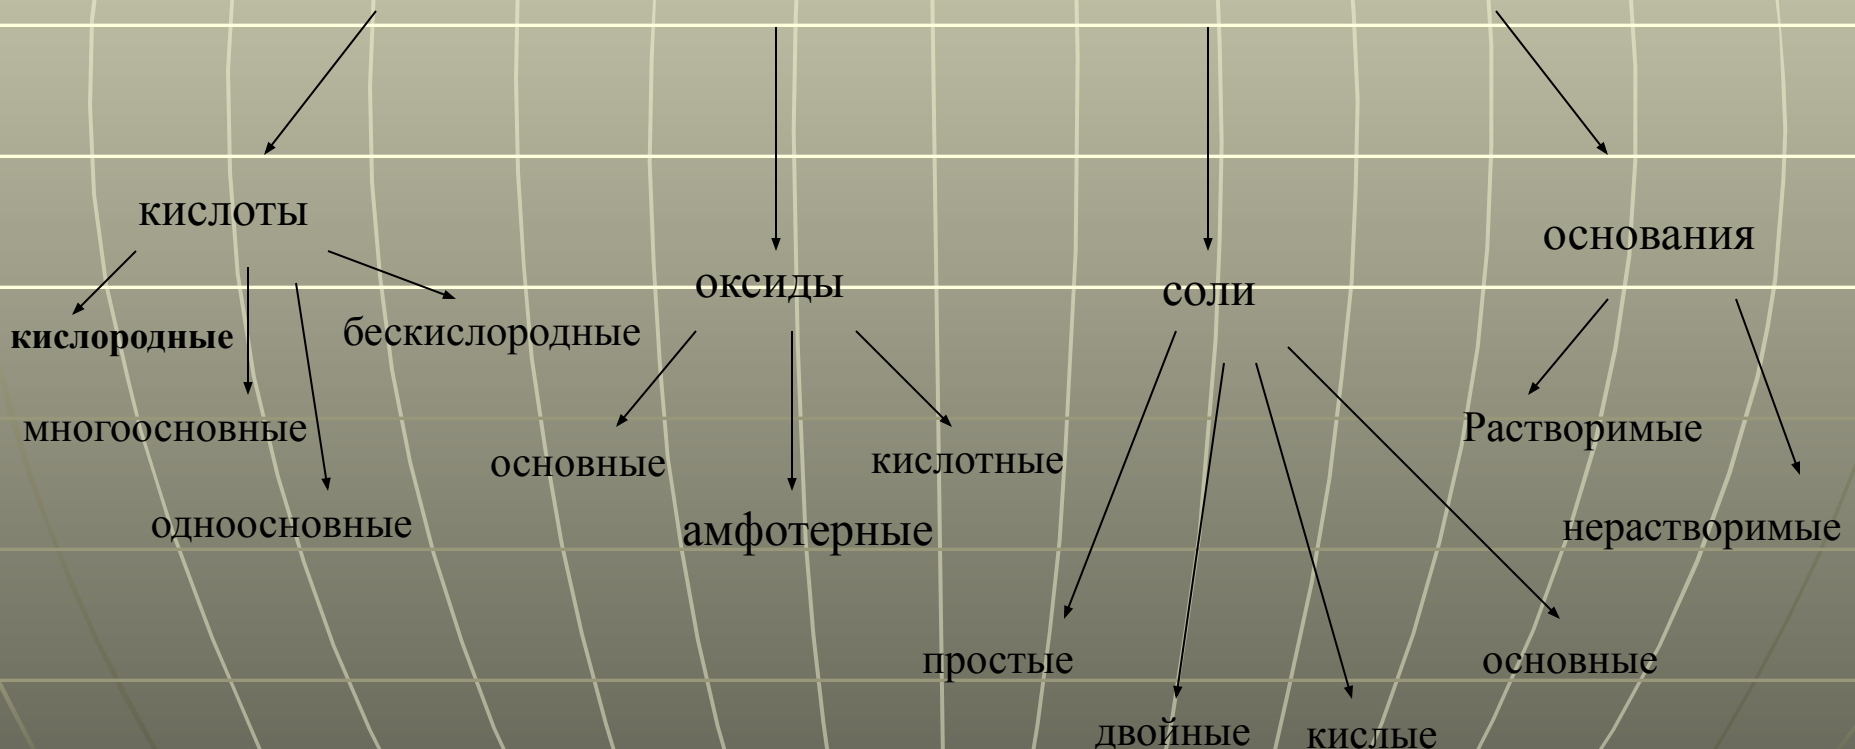 кислоты
основания
оксиды
соли
кислородные
бескислородные
многоосновные
Растворимые
основные
кислотные
одноосновные
амфотерные
нерастворимые
простые
основные
двойные
кислые